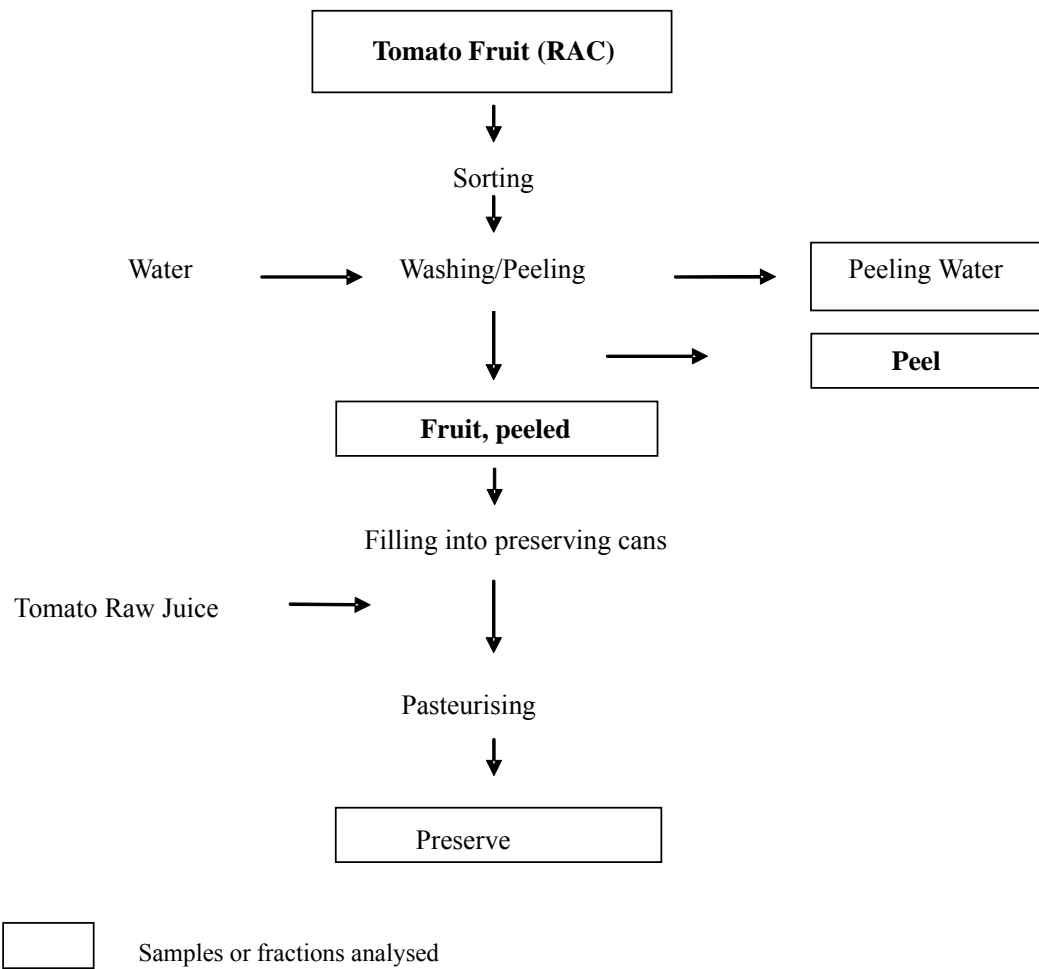 Tomato Fruit (RAC)
Sorting
Water
Washing/Peeling
Peeling Water
Peel
Fruit, peeled
Filling into preserving cans
Tomato Raw Juice
Pasteurising
Preserve
Samples or fractions analysed